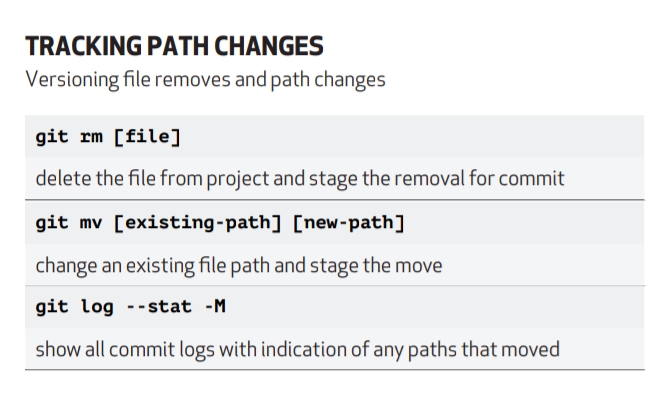 TRACKING PATH CHANGES
Versioning file removes and path changes
git rm [file]
delete the file from project and stage the removal for commit
git mv [existing-path] [new-path]
change an existing file path and stage the move
git log --stat -M
show all commit logs with indication of any paths that moved